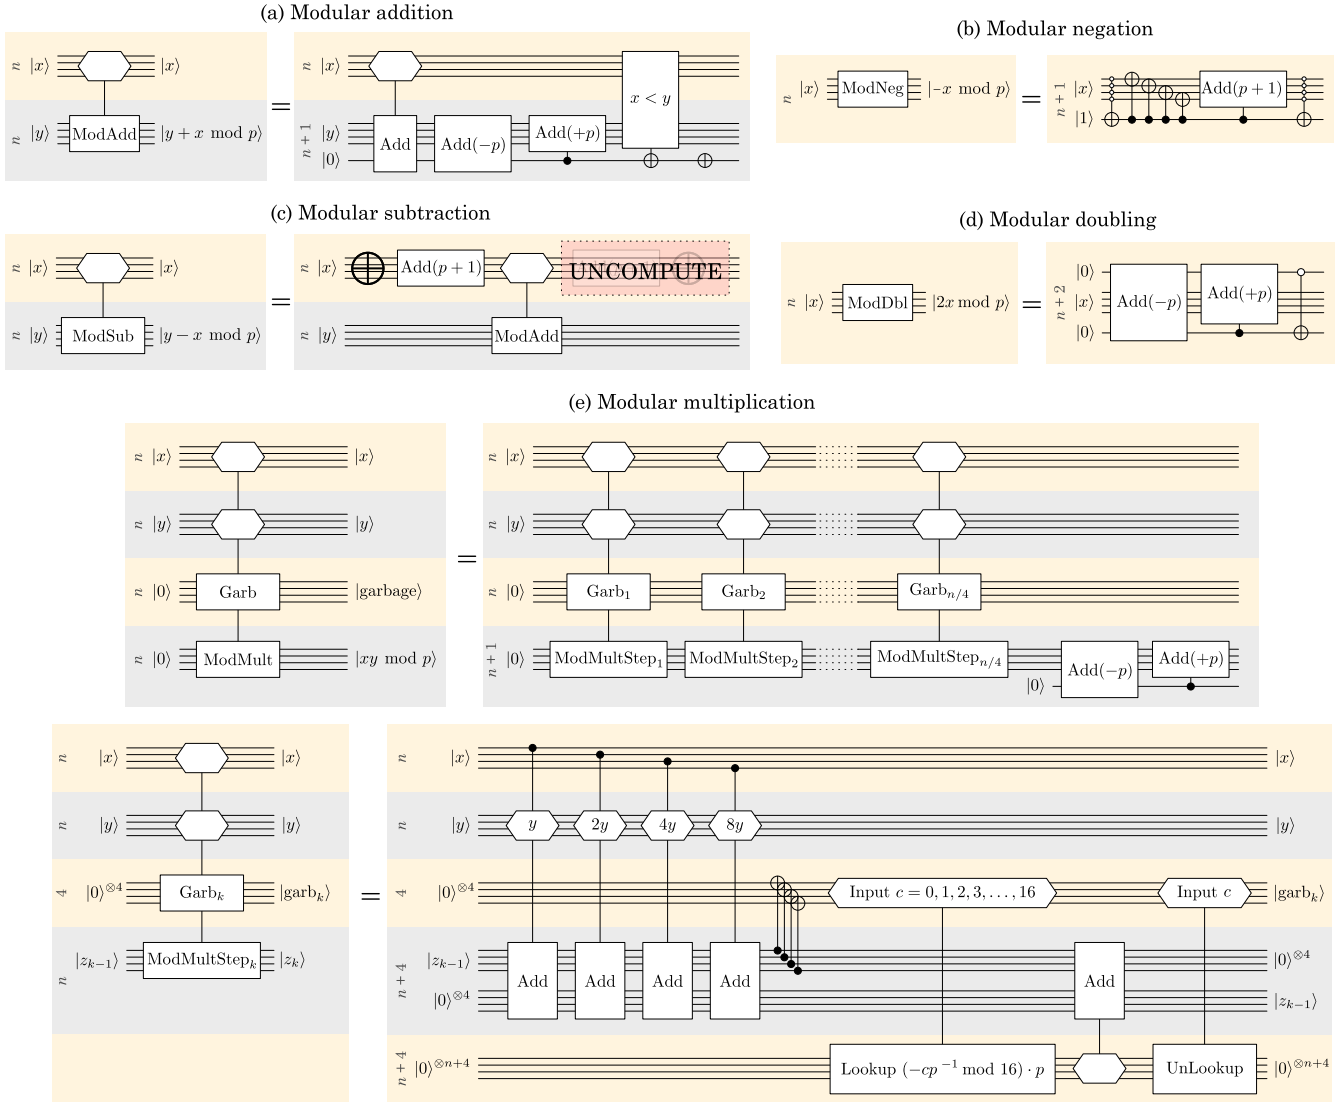 (a) Modular addition
n |x⟩ |x⟩
n |y⟩ ModAdd |y + x mod p⟩
=
n |x⟩ x < y
n + 1 |y⟩ Add Add(−p) Add(+p)
|0⟩
(b) Modular negation
n |x⟩ ModNeg |-x mod p⟩
=
n + 1 |x⟩ Add(p + 1)
|1⟩
(c) Modular subtraction
n |x⟩ |x⟩
n |y⟩ ModSub |y − x mod p⟩
=
n |x⟩ Add(p + 1) UNCOMPUTE
n |y⟩ ModAdd
(d) Modular doubling
n |x⟩ ModDbl |2x mod p⟩
=
|0⟩
n + 2 |x⟩ Add(−p) Add(+p)
|0⟩
(e) Modular multiplication
n |x⟩ |x⟩
n |y⟩ |y⟩
n |0⟩ Garb |garbage⟩
n |0⟩ ModMult |xy mod p⟩
=
n |x⟩
n |y⟩
n |0⟩ Garb₁ Garb₂ Garbₙ/₄
n + 1 |0⟩ ModMultStep₁ ModMultStep₂ ModMultStepₙ/₄ Add(−p) Add(+p)
|0⟩
n |x⟩ |x⟩
n |y⟩ |y⟩
4 |0⟩⊗4 Garbₖ |garbₖ⟩
n |zₖ₋₁⟩ ModMultStepₖ |zₖ⟩
=
n |x⟩ |x⟩
n |y⟩ y 2y 4y 8y |y⟩
4 |0⟩⊗4 Input c = 0, 1, 2, 3, . . . , 16 Input c |garbₖ⟩
n + 4 |zₖ₋₁⟩ Add Add Add Add Add |0⟩⊗4
|0⟩⊗4 |zₖ₋₁⟩
n + 4 |0⟩⊗n+4 Lookup (−cp⁻¹ mod 16) · p UnLookup |0⟩⊗n+4